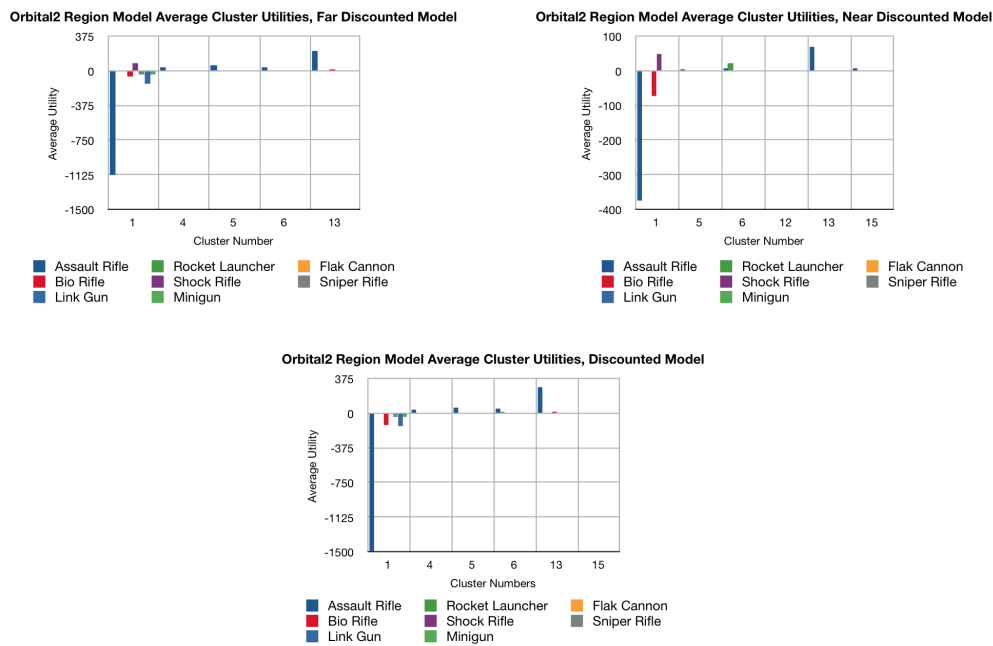 Orbital2 Region Model Average Cluster Utilities, Far Discounted Model
375
0
-375
-750
-1125
-1500
Average Utility
1 4 5 6 13
Cluster Number
Assault Rifle Rocket Launcher Flak Cannon
Bio Rifle Shock Rifle Sniper Rifle
Link Gun Minigun
Orbital2 Region Model Average Cluster Utilities, Near Discounted Model
100
0
-100
-200
-300
-400
Average Utility
1 5 6 12 13 15
Cluster Number
Assault Rifle Rocket Launcher Flak Cannon
Bio Rifle Shock Rifle Sniper Rifle
Link Gun Minigun
Orbital2 Region Model Average Cluster Utilities, Discounted Model
375
0
-375
-750
-1125
-1500
Average Utility
1 4 5 6 13 15
Cluster Numbers
Assault Rifle Rocket Launcher Flak Cannon
Bio Rifle Shock Rifle Sniper Rifle
Link Gun Minigun